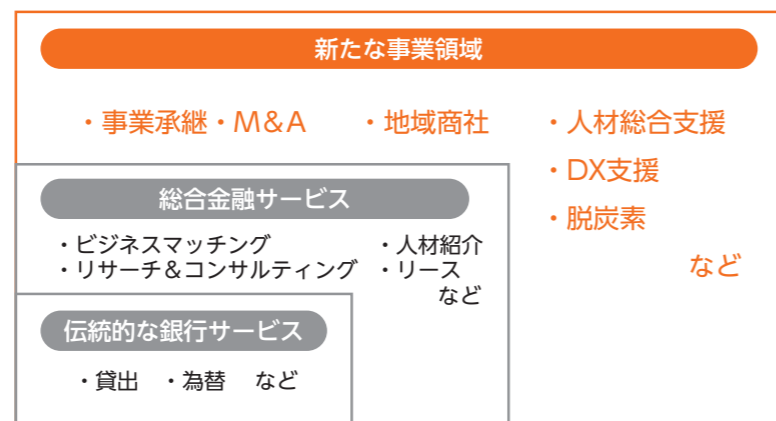 新たな事業領域
・事業承継・M&A ・地域商社 ・人材総合支援
・DX支援
・脱炭素
など
総合金融サービス
・ビジネスマッチング ・人材紹介
・リサーチ&コンサルティング ・リース
など
伝統的な銀行サービス
・貸出 ・為替 など